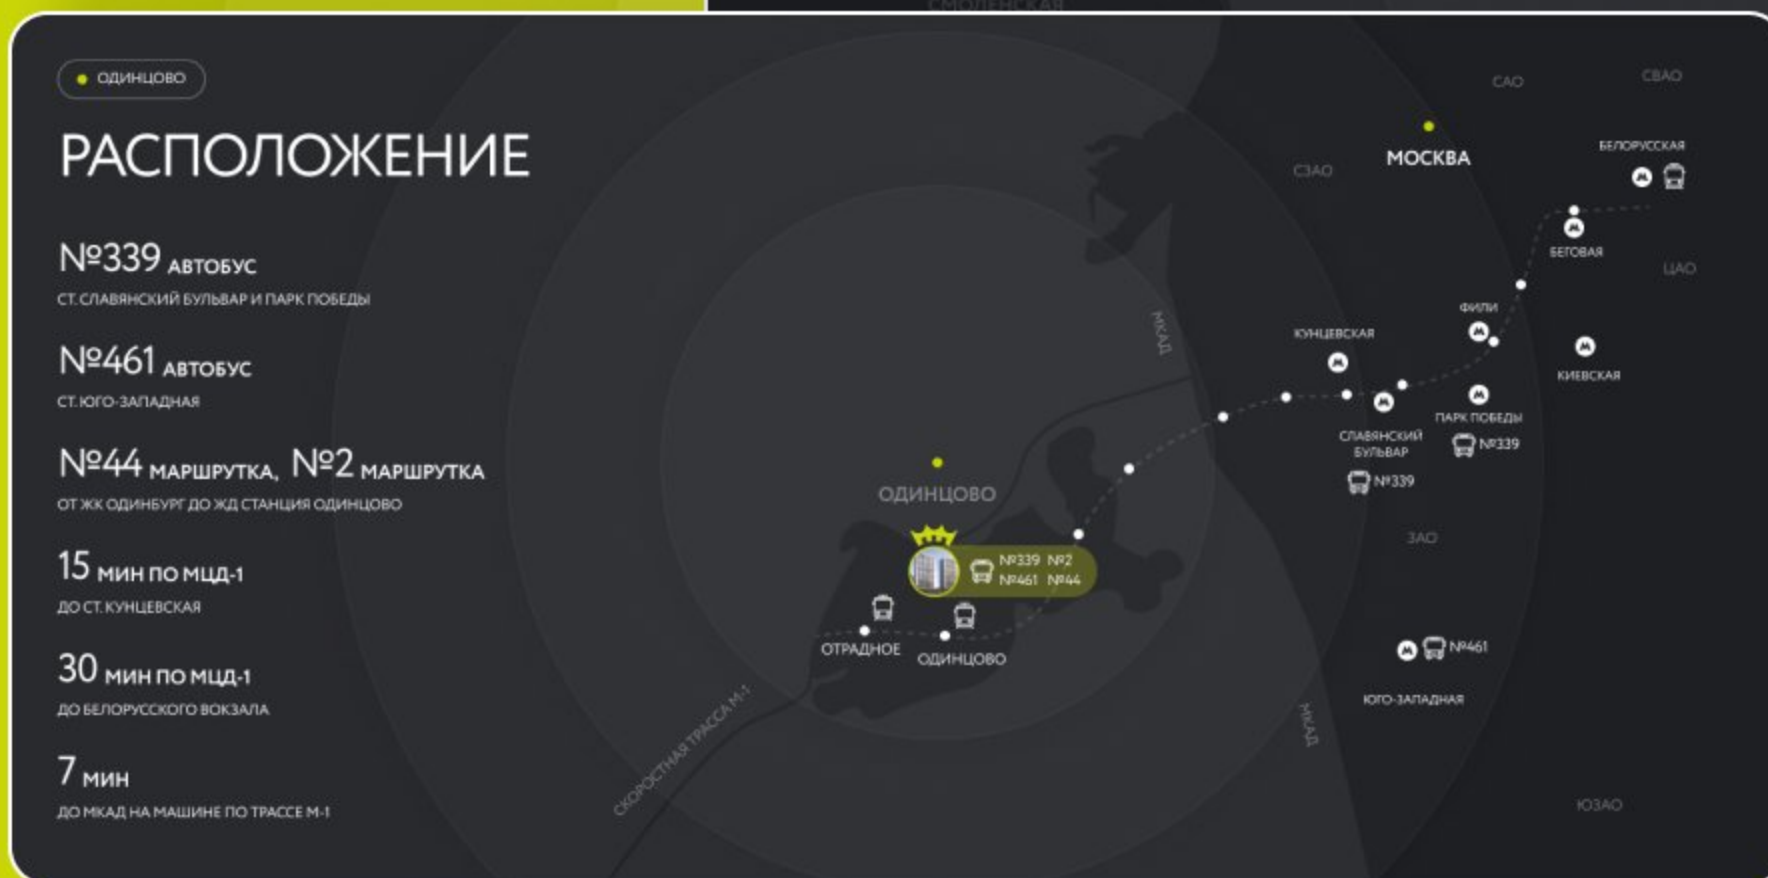 СМОЛЕНСКАЯ
ОДИНЦОВО
РАСПОЛОЖЕНИЕ
№339 АВТОБУС
СТ. СЛАВЯНСКИЙ БУЛЬВАР И ПАРК ПОБЕДЫ
№461 АВТОБУС
СТ. ЮГО-ЗАПАДНАЯ
№44 МАРШРУТКА, №2 МАРШРУТКА
ОТ ЖК ОДИНБУРГ ДО ЖД СТАНЦИЯ ОДИНЦОВО
15 МИН ПО МЦД-1
ДО СТ. КУНЦЕВСКАЯ
30 МИН ПО МЦД-1
ДО БЕЛОРУССКОГО ВОКЗАЛА
7 МИН
ДО МКАД НА МАШИНЕ ПО ТРАССЕ М-1
САО
СВАО
МОСКВА
БЕЛОРУССКАЯ
СЗАО
БЕГОВАЯ
ЦАО
ФИЛИ
МКАД
КУНЦЕВСКАЯ
КИЕВСКАЯ
ПАРК ПОБЕДЫ
№339
СЛАВЯНСКИЙ
БУЛЬВАР
№339
ОДИНЦОВО
ЗАО
№339 №2
№461 №44
ОТРАДНОЕ
ОДИНЦОВО
№461
ЮГО-ЗАПАДНАЯ
МКАД
СКОРОСТНАЯ ТРАССА М-1
ЮЗАО